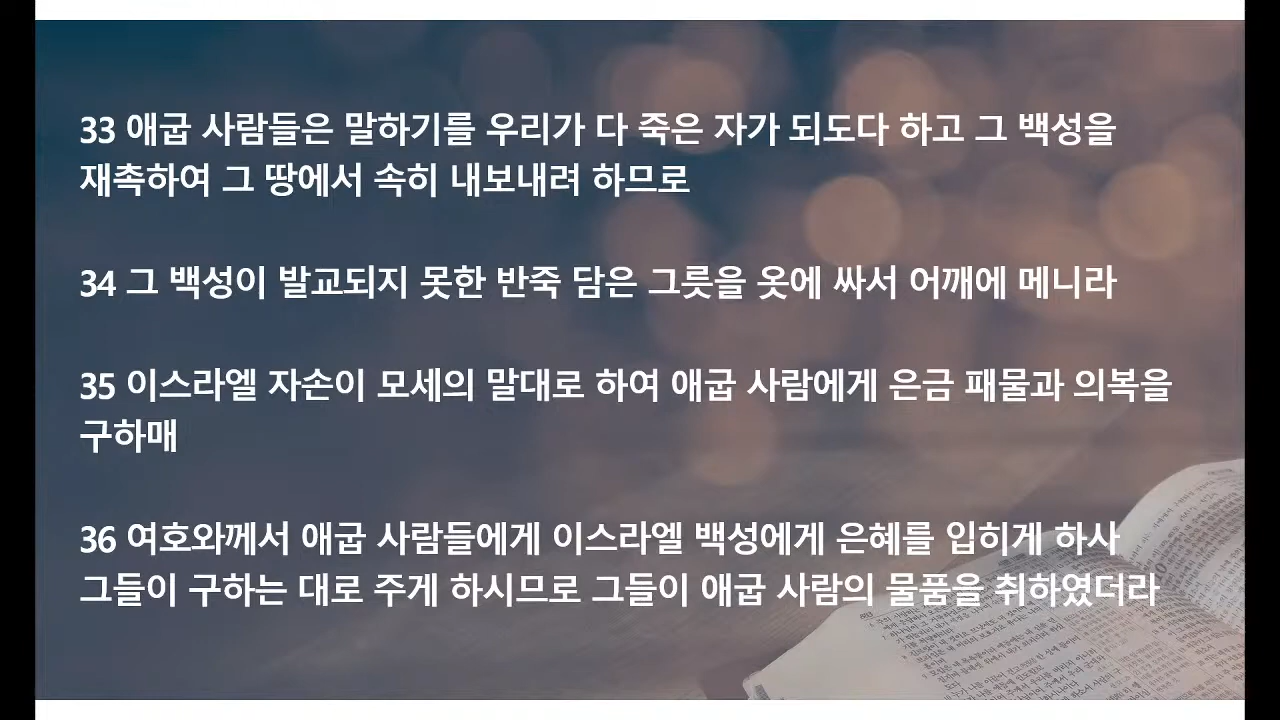 33 애굽 사람들은 말하기를 우리가 다 죽은 자가 되도다 하고 그 백성을
재촉하여 그 땅에서 속히 내보내려 하므로
34 그 백성이 발교되지 못한 반죽 담은 그릇을 옷에 싸서 어깨에 메니라
35 이스라엘 자손이 모세의 말대로 하여 애굽 사람에게 은금 패물과 의복을
구하매
36 여호와께서 애굽 사람들에게 이스라엘 백성에게 은혜를 입히게 하사
그들이 구하는 대로 주게 하시므로 그들이 애굽 사람의 물품을 취하였더라